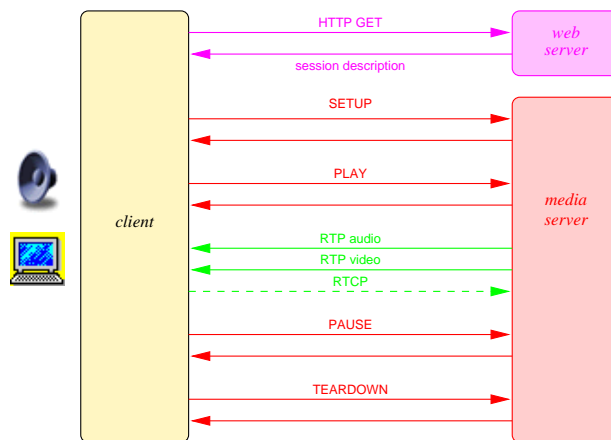 HTTP GET
web
server
session description
SETUP
PLAY
client
media
server
RTP audio
RTP video
RTCP
PAUSE
TEARDOWN